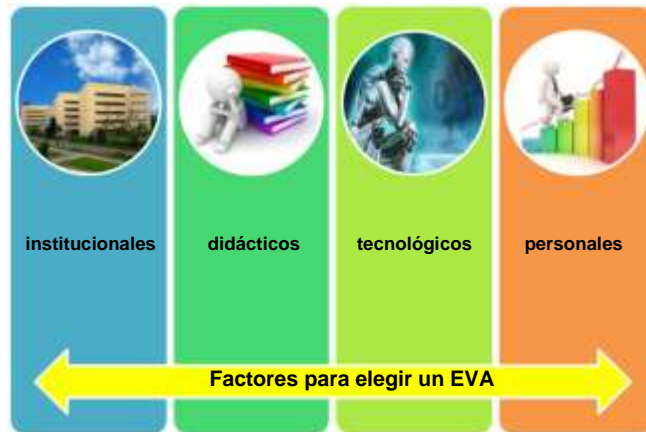 institucionales
didácticos
tecnológicos
personales
Factores para elegir un EVA